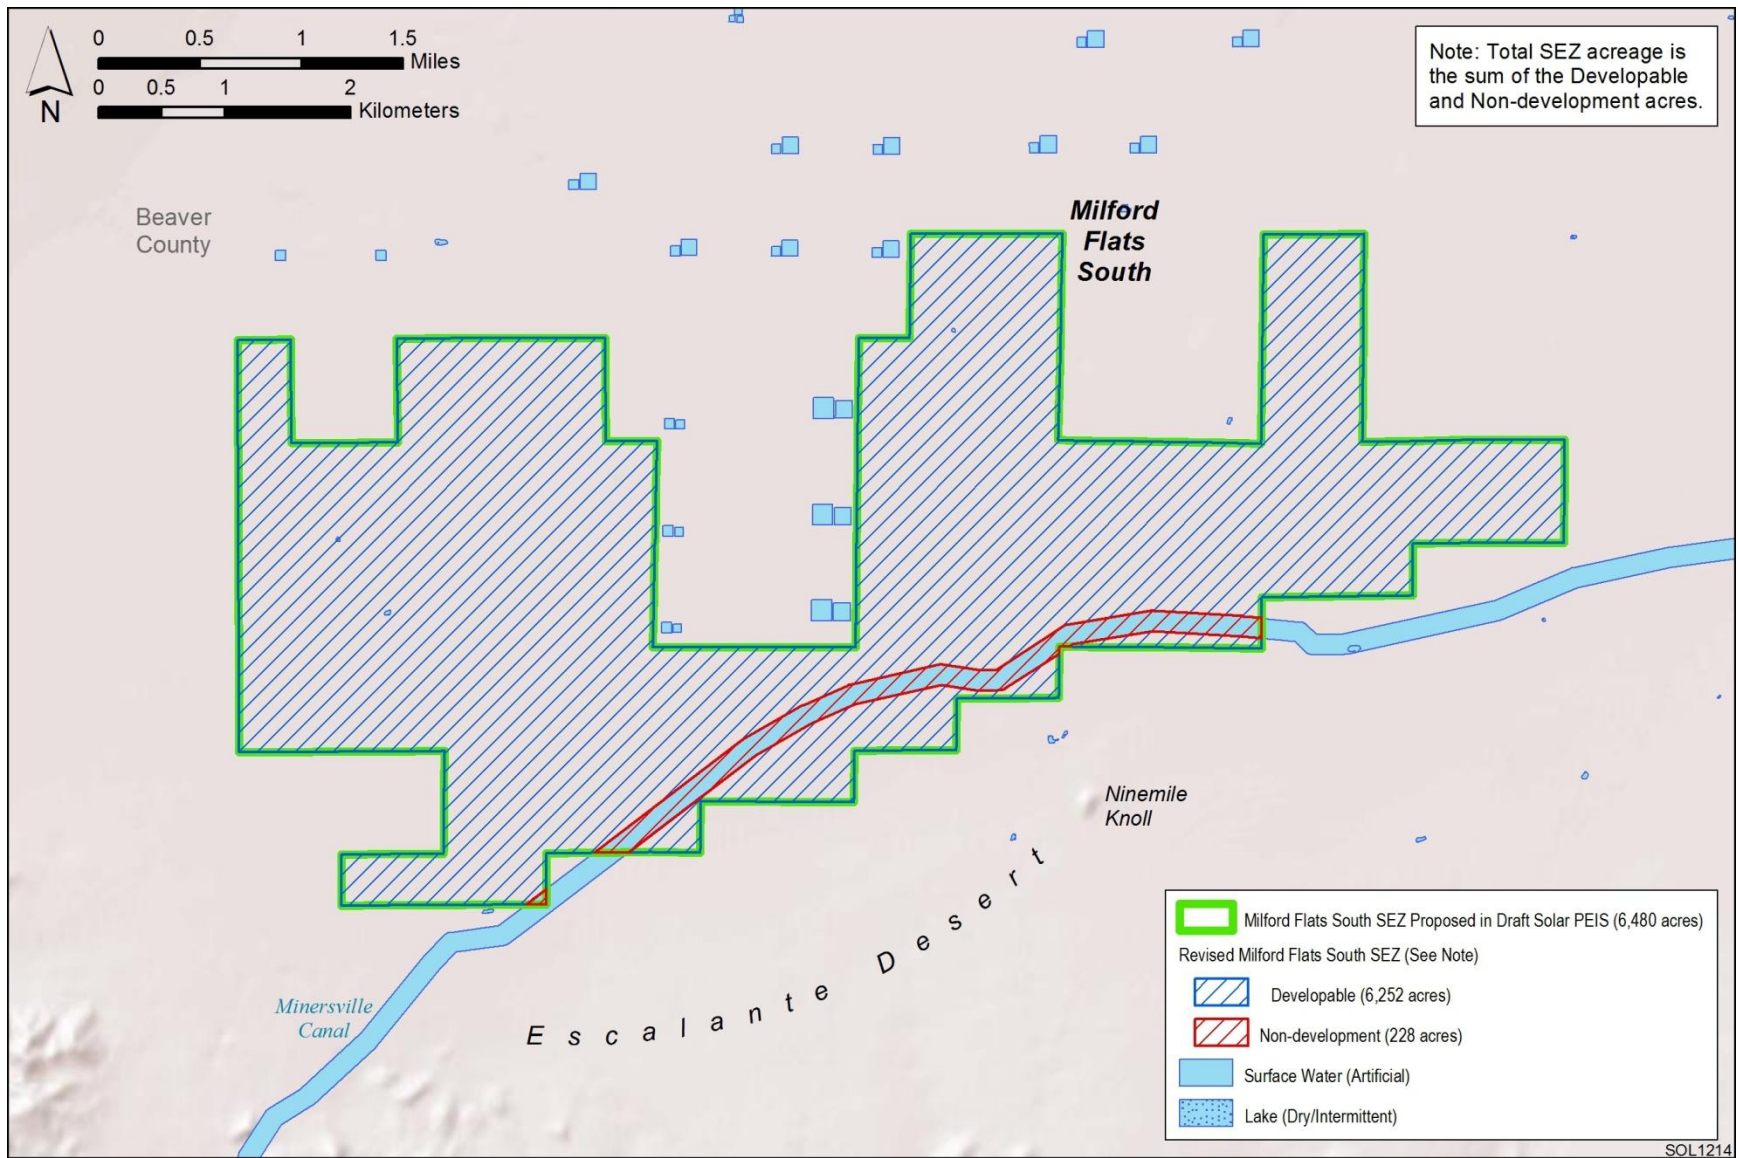 0 0.5 1 1.5
Miles
0 0.5 1 2
Kilometers
N
Note: Total SEZ acreage is
the sum of the Developable
and Non-development acres.
Beaver
County
Milford
Flats
South
Ninemile
Knoll
Escalante Desert
Minersville
Canal
Milford Flats South SEZ Proposed in Draft Solar PEIS (6,480 acres)
Revised Milford Flats South SEZ (See Note)
Developable (6,252 acres)
Non-development (228 acres)
Surface Water (Artificial)
Lake (Dry/Intermittent)
SOL1214